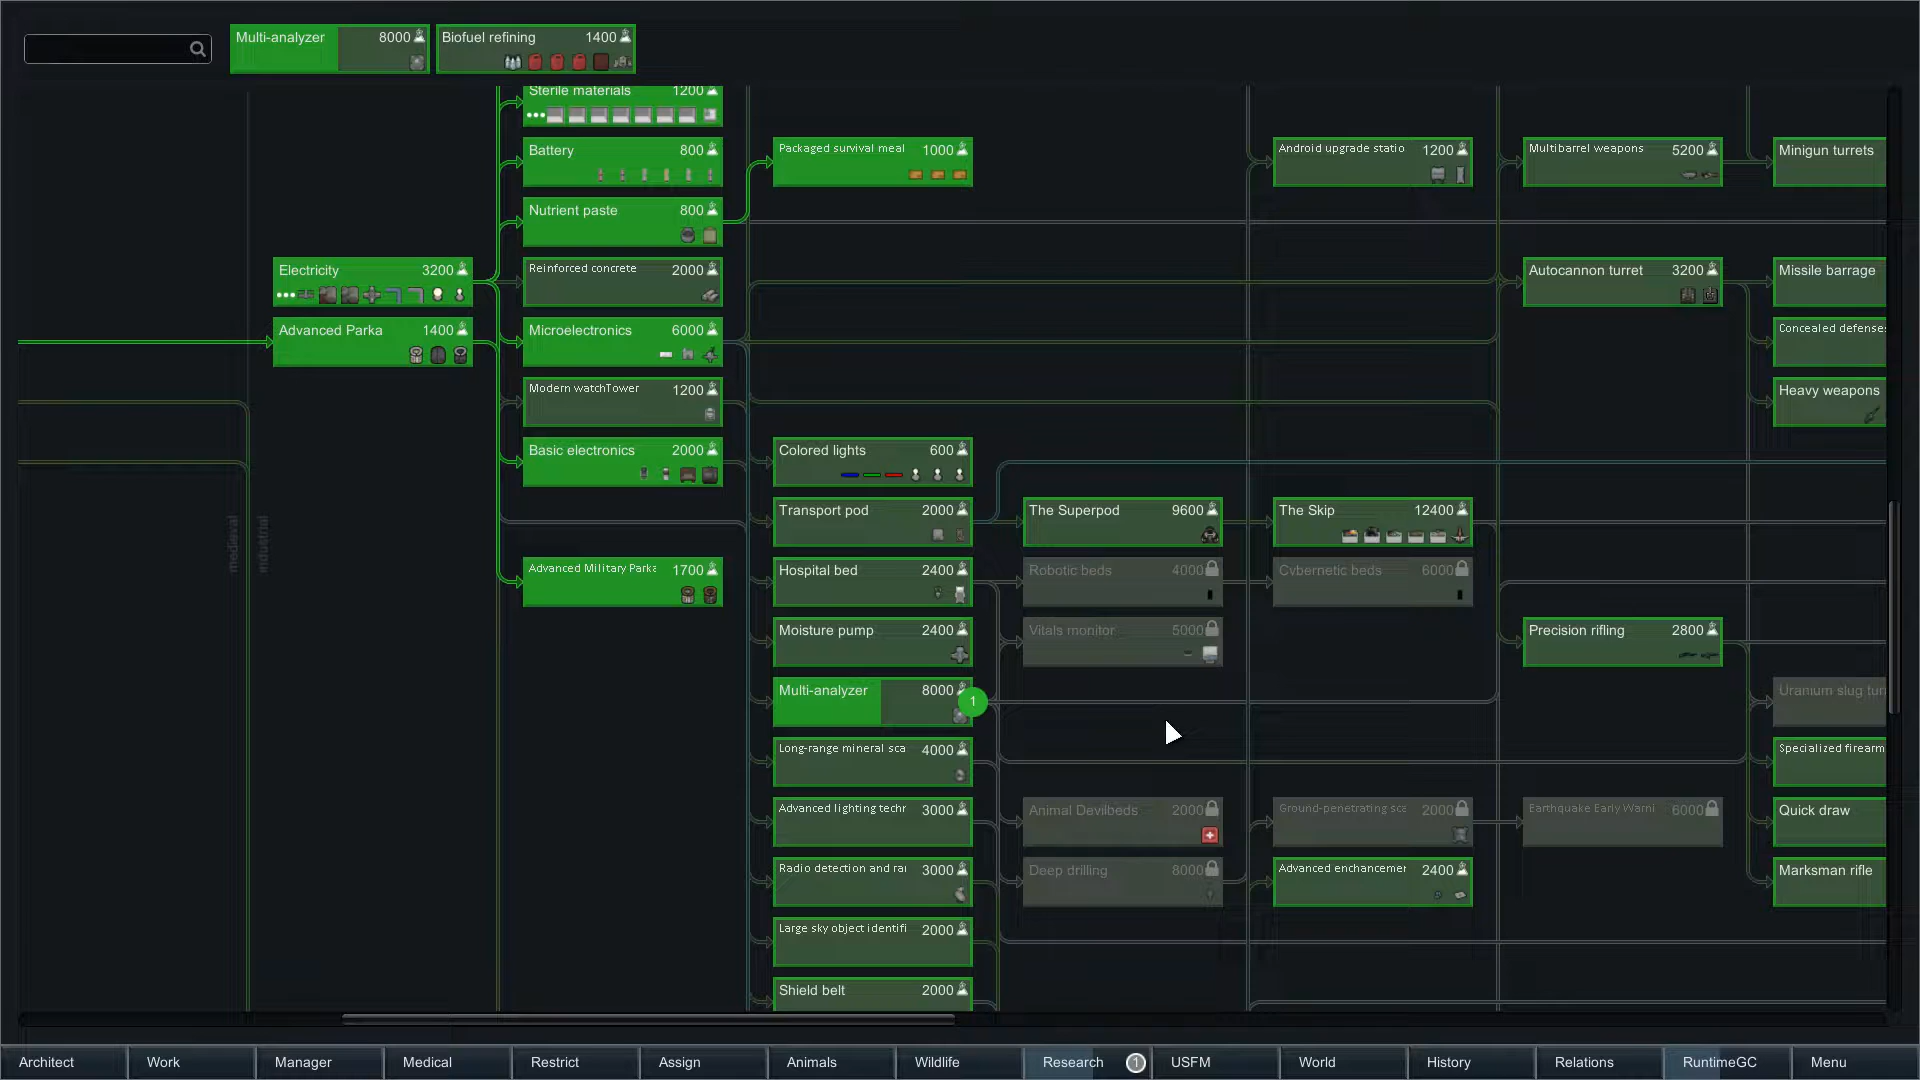 Multi-analyzer 8000
Biofuel refining 1400
Sterile materials 1200
Battery 800
Packaged survival meal 1000
Android upgrade statio 1200
Multibarrel weapons 5200
Minigun turrets
Nutrient paste 800
Electricity 3200
Reinforced concrete 2000
Autocannon turret 3200
Missile barrage
Advanced Parka 1400
Microelectronics 6000
Concealed defenses
Modern watchTower 1200
Heavy weapons
Basic electronics 2000
Colored lights 600
medieval
industrial
Transport pod 2000
The Superpod 9600
The Skip 12400
Advanced Military Parka 1700
Hospital bed 2400
Robotic beds 4000
Cybernetic beds 6000
Moisture pump 2400
Vitals monitor 5000
Precision rifling 2800
Multi-analyzer 8000
1
Uranium slug tur
Long-range mineral sca 4000
Specialized firearm
Advanced lighting techr 3000
Animal Devilbeds 2000
Ground-penetrating sca 2000
Earthquake Early Warni 6000
Quick draw
Radio detection and rai 3000
Deep drilling 8000
Advanced enchancemer 2400
Marksman rifle
Large sky object identifi 2000
Shield belt 2000
Architect Work Manager Medical Restrict Assign Animals Wildlife Research 1 USFM World History Relations RuntimeGC Menu